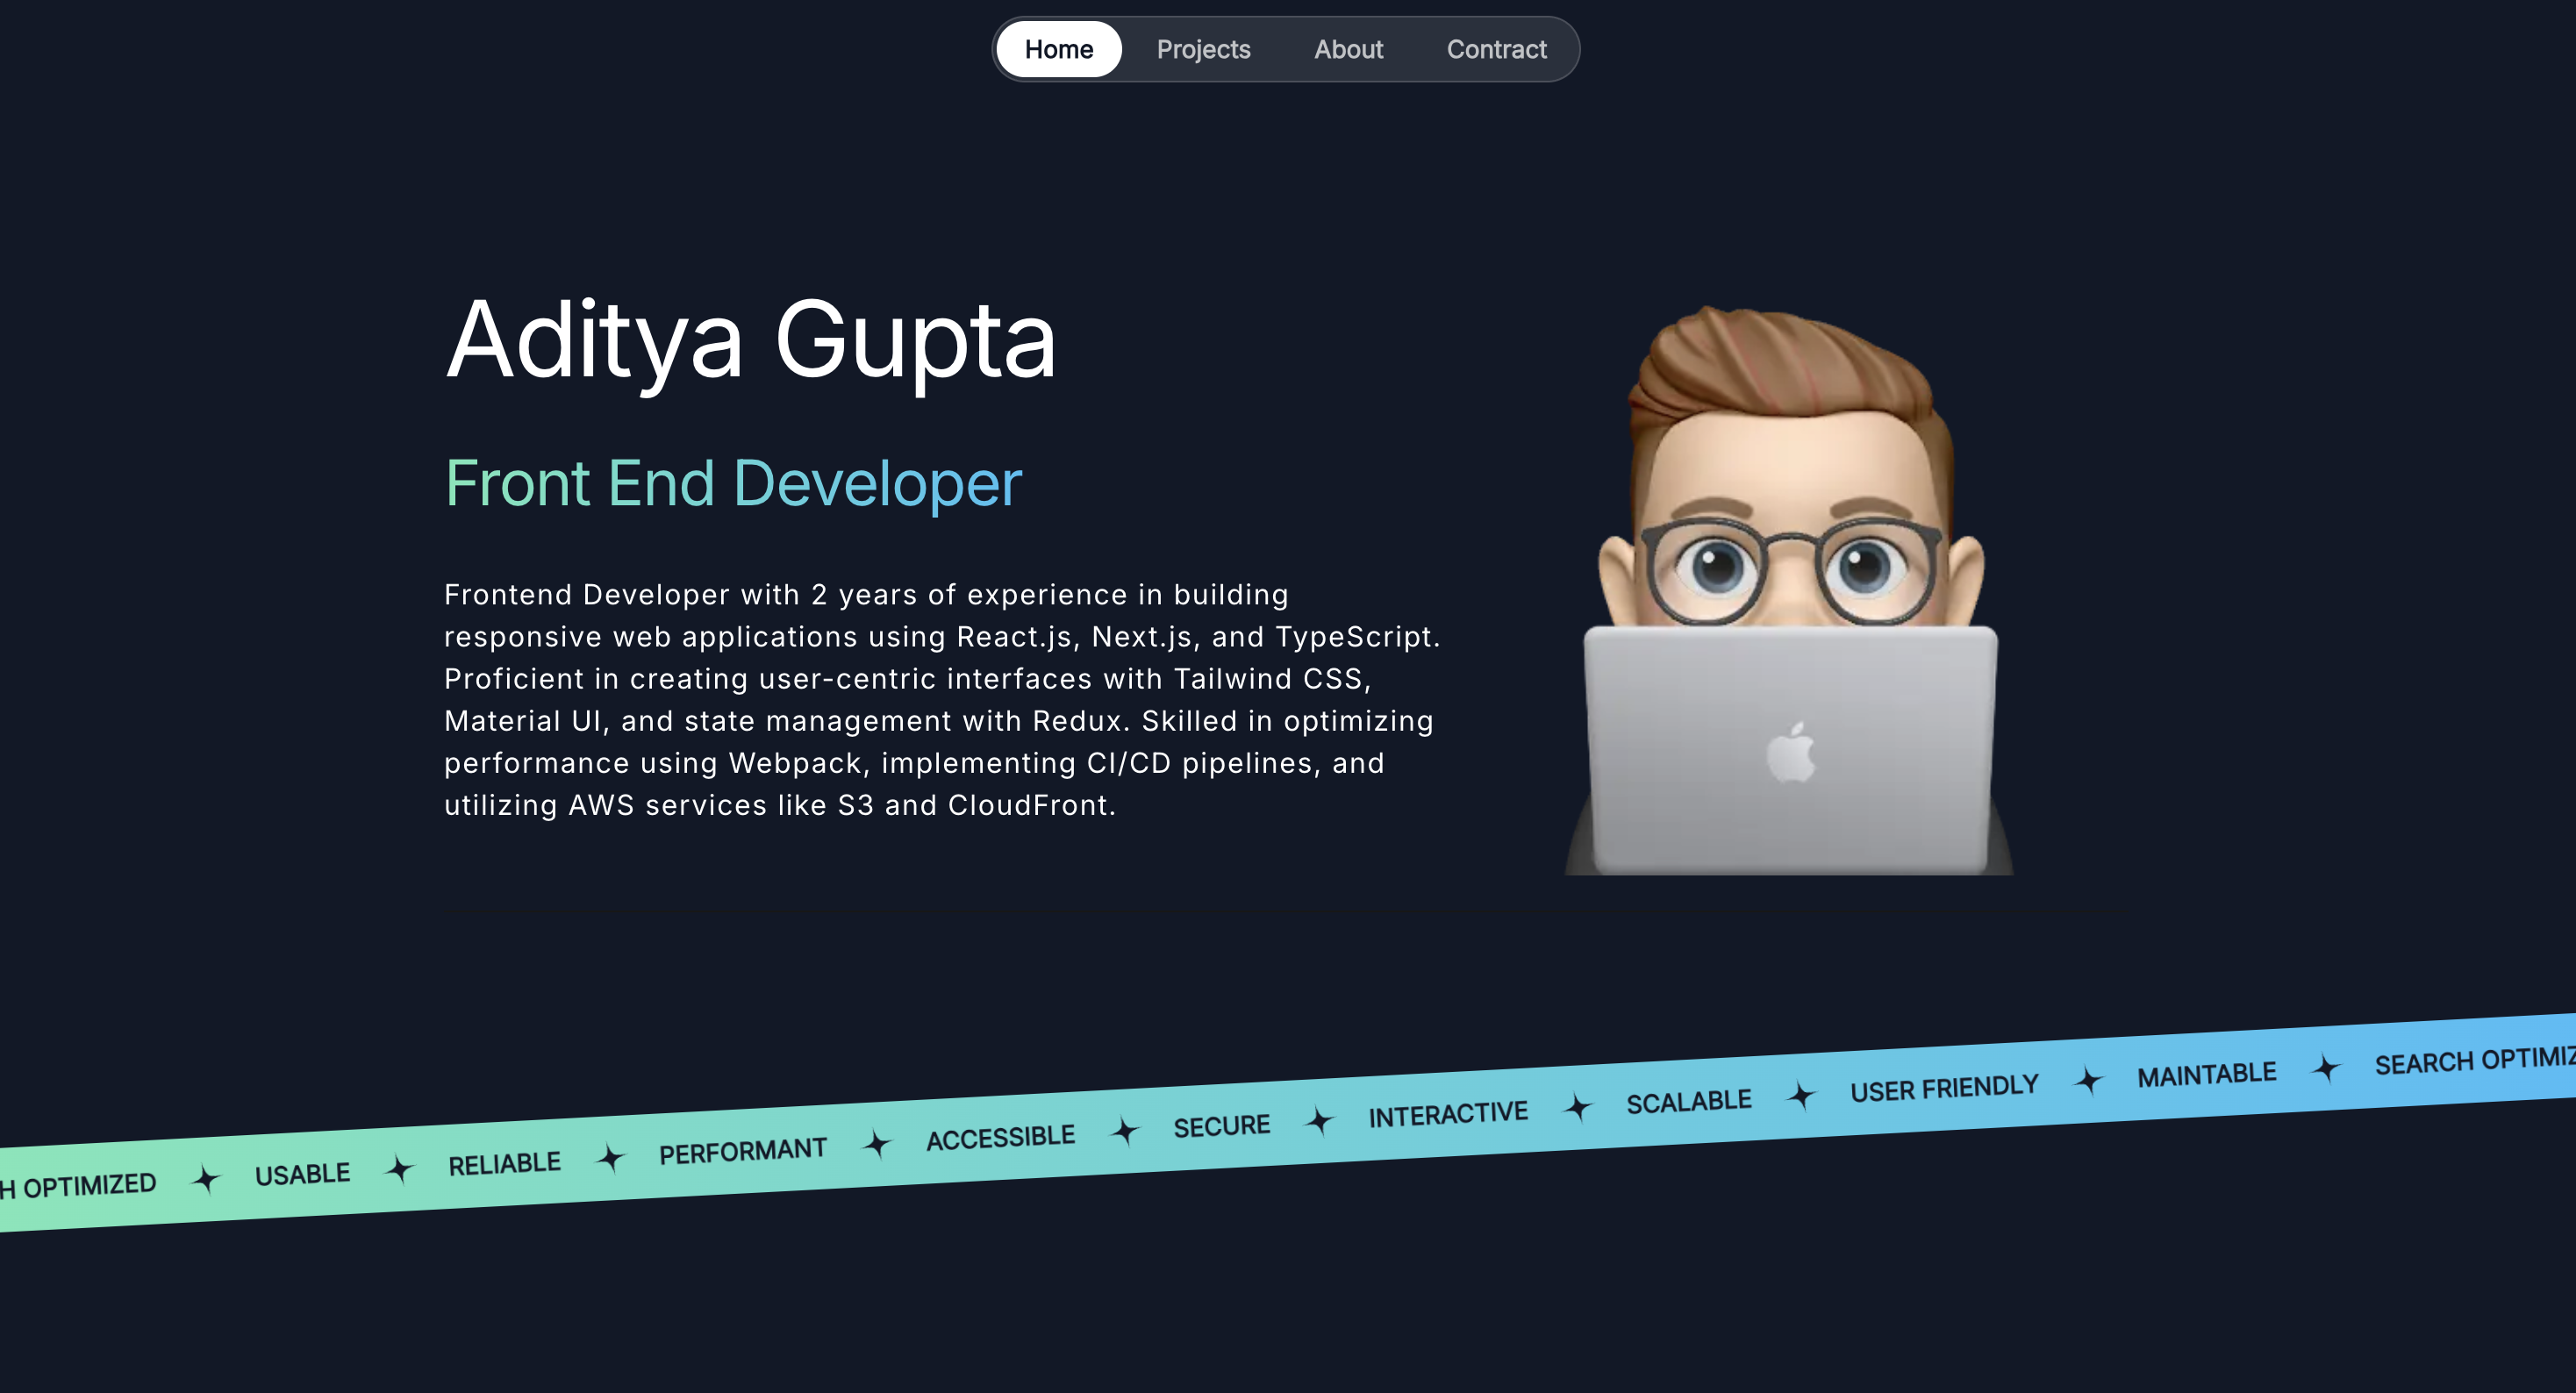 Home Projects About Contract
Aditya Gupta
Front End Developer
Frontend Developer with 2 years of experience in building
responsive web applications using React.js, Next.js, and TypeScript.
Proficient in creating user-centric interfaces with Tailwind CSS,
Material UI, and state management with Redux. Skilled in optimizing
performance using Webpack, implementing CI/CD pipelines, and
utilizing AWS services like S3 and CloudFront.
H OPTIMIZED USABLE RELIABLE PERFORMANT ACCESSIBLE SECURE INTERACTIVE SCALABLE USER FRIENDLY MAINTABLE SEARCH OPTIMIZ